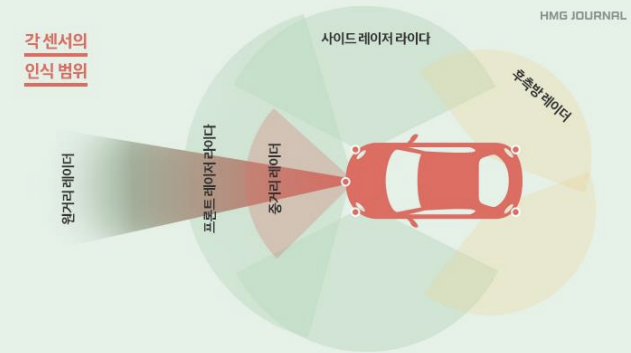 HMG JOURNAL
각 센서의
인식 범위
사이드 레이저 라이다
후측방 레이더
원거리 레이더
프론트 레이저 라이다
중거리 레이더